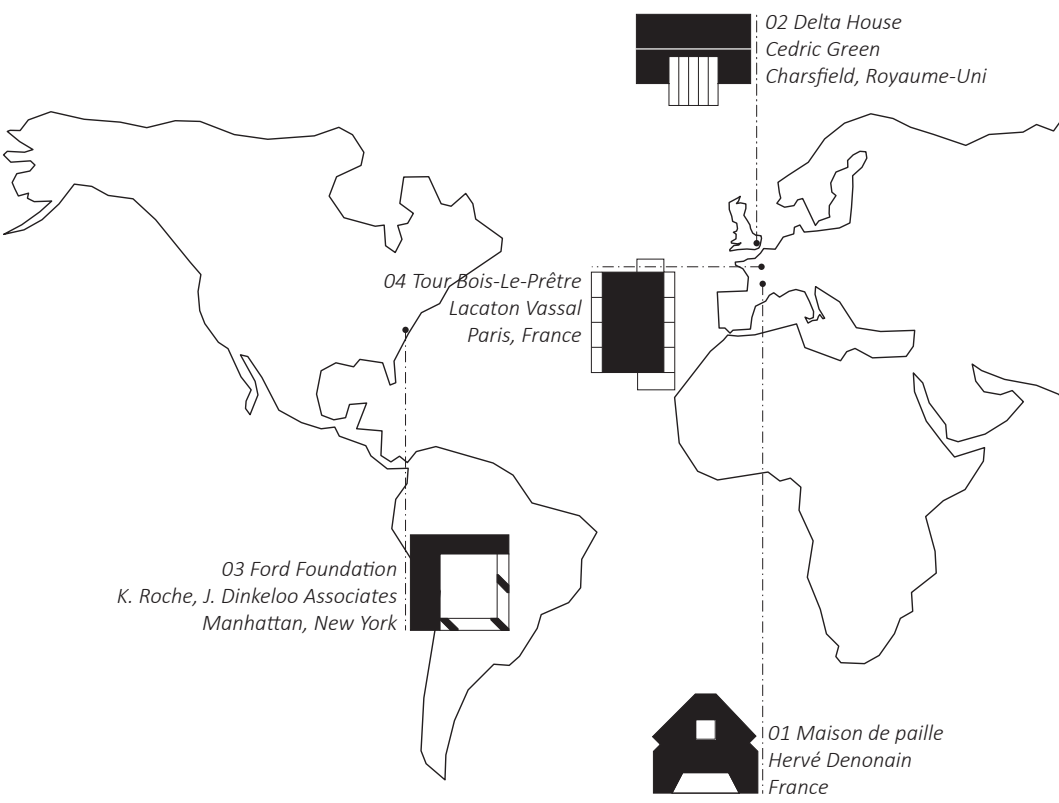 02 Delta House
Cedric Green
Charsfield, Royaume-Uni
04 Tour Bois-Le-Prêtre
Lacaton Vassal
Paris, France
03 Ford Foundation
K. Roche, J. Dinkeloo Associates
Manhattan, New York
01 Maison de paille
Hervé Denonain
France